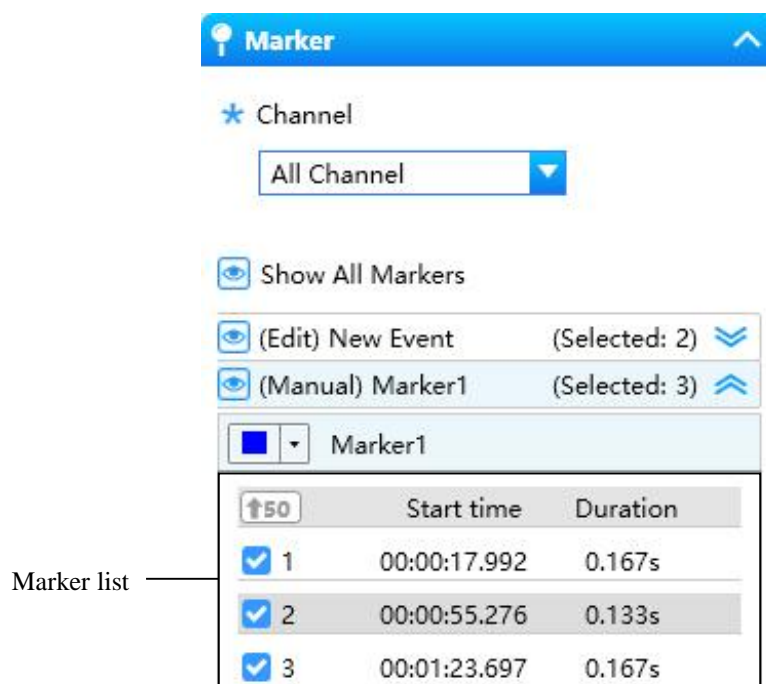 Marker
Channel
All Channel
Show All Markers
(Edit) New Event (Selected: 2)
(Manual) Marker1 (Selected: 3)
Marker1
50 Start time Duration
1 00:00:17.992 0.167s
Marker list
2 00:00:55.276 0.133s
3 00:01:23.697 0.167s